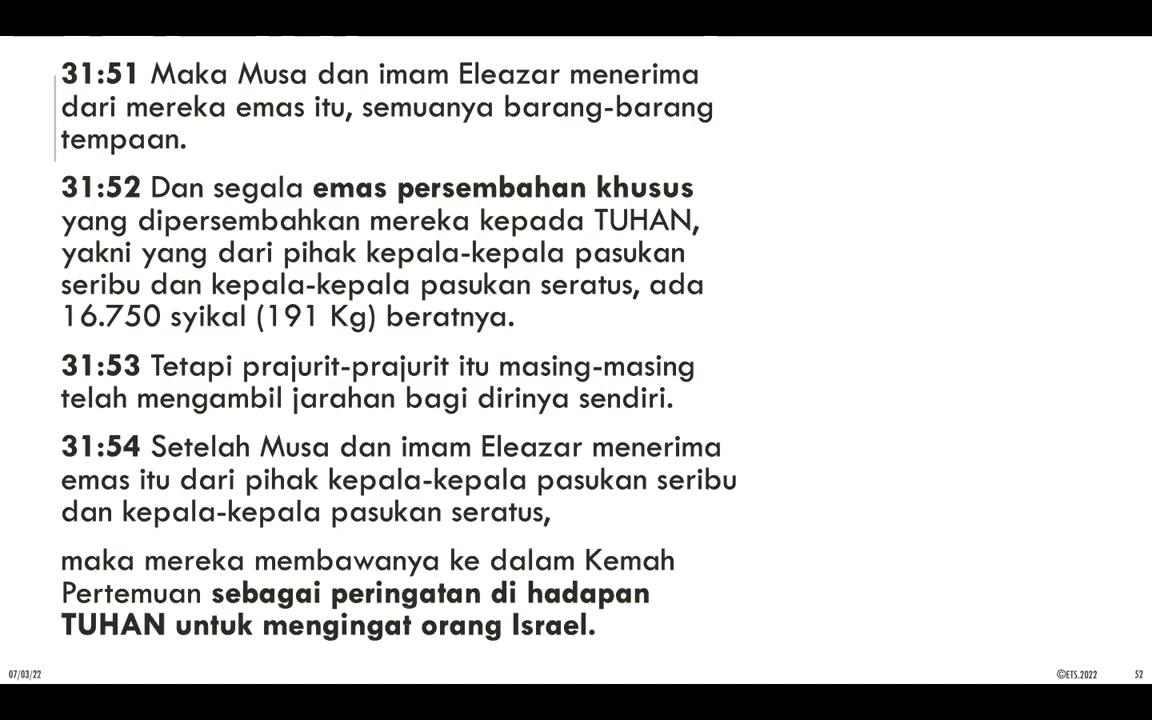 31:51 Maka Musa dan imam Eleazar menerima
dari mereka emas itu, semuanya barang-barang
tempaan.
31:52 Dan segala emas persembahan khusus
yang dipersembahkan mereka kepada TUHAN,
yakni yang dari pihak kepala-kepala pasukan
seribu dan kepala-kepala pasukan seratus, ada
16.750 syikal (191 Kg) beratnya.
31:53 Tetapi prajurit-prajurit itu masing-masing
telah mengambil jarahan bagi dirinya sendiri.
31:54 Setelah Musa dan imam Eleazar menerima
emas itu dari pihak kepala-kepala pasukan seribu
dan kepala-kepala pasukan seratus,
maka mereka membawanya ke dalam Kemah
Pertemuan sebagai peringatan di hadapan
TUHAN untuk mengingat orang Israel.
07/03/22
©ETS.2022
52